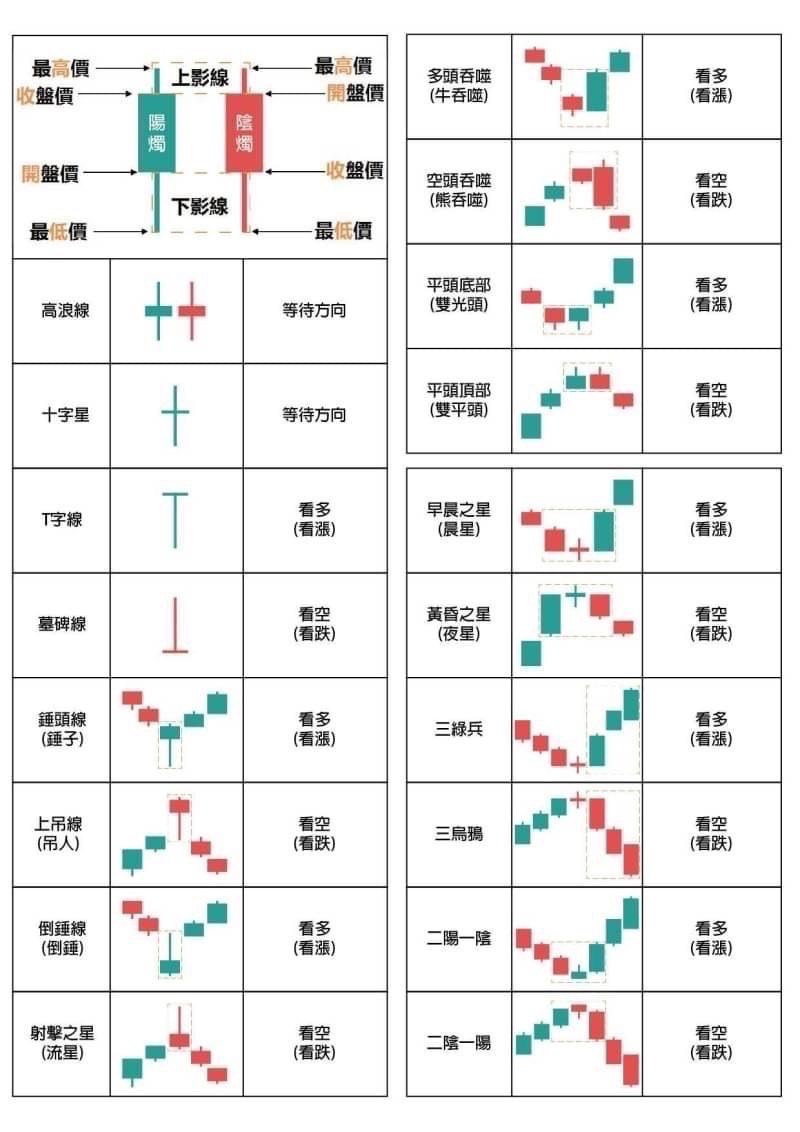 最高價
上影線
最高價
收盤價
開盤價
陽燭
陰燭
開盤價
收盤價
下影線
最低價
最低價
高浪線
等待方向
十字星
等待方向
T字線
看多
(看漲)
墓碑線
看空
(看跌)
錘頭線
(錘子)
看多
(看漲)
上吊線
(吊人)
看空
(看跌)
倒錘線
(倒錘)
看多
(看漲)
射擊之星
(流星)
看空
(看跌)
多頭吞噬
(牛吞噬)
看多
(看漲)
空頭吞噬
(熊吞噬)
看空
(看跌)
平頭底部
(雙光頭)
看多
(看漲)
平頭頂部
(雙平頭)
看空
(看跌)
早晨之星
(晨星)
看多
(看漲)
黃昏之星
(夜星)
看空
(看跌)
三綠兵
看多
(看漲)
三烏鴉
看空
(看跌)
二陽一陰
看多
(看漲)
二陰一陽
看空
(看跌)